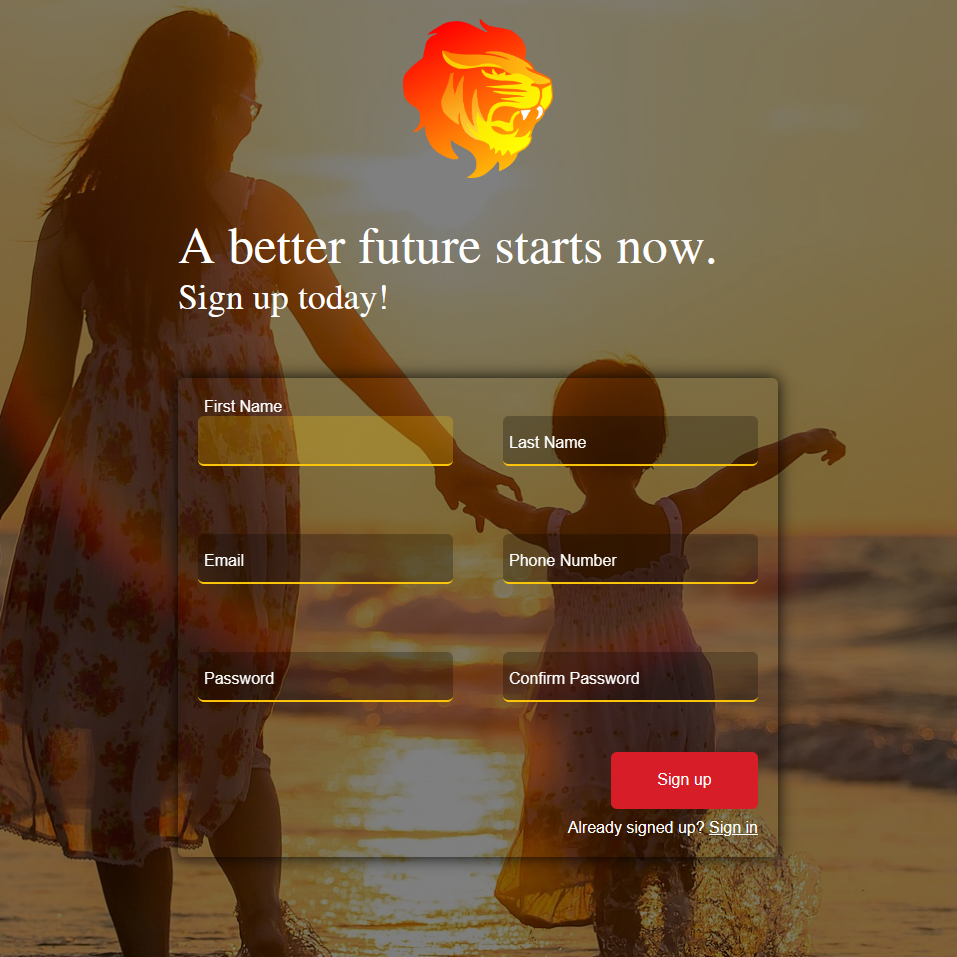 A better future starts now.
Sign up today!
First Name
Last Name
Email
Phone Number
Password
Confirm Password
Sign up
Already signed up? Sign in